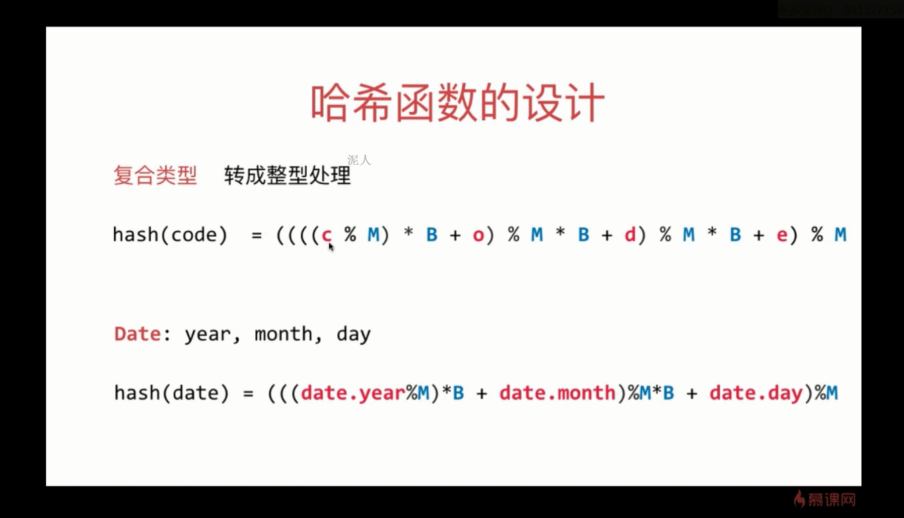 哈希函数的设计
泥人
复合类型 转成整型处理
hash(code) = ((((c % M) * B + o) % M * B + d) % M * B + e) % M
Date: year, month, day
hash(date) = (((date.year%M)*B + date.month)%M*B + date.day)%M
慕课网